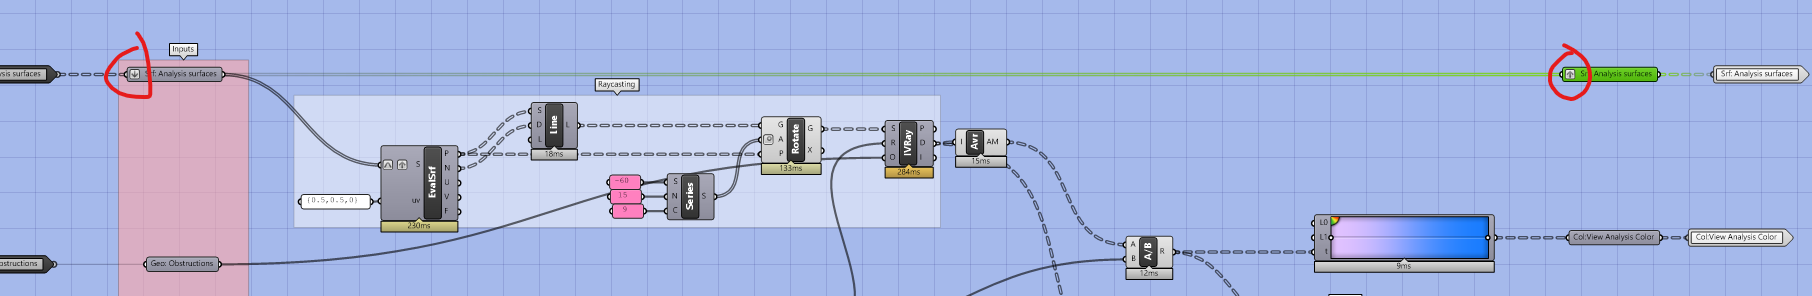 Inputs
ysis surfaces
Srf: Analysis surfaces
Srf: Analysis surfaces
Srf: Analysis surfaces
Raycasting
S
D
L
Line
L
18ms
G
A
P
Rotate
G
X
133ms
S
R
O
IVRay
P
D
I
284ms
I
Avr
AM
15ms
S
uv
EvalSrf
P
N
U
V
F
230ms
{0.5,0.5,0}
-60
15
9
S
N
C
Series
S
A
B
A/B
R
12ms
L0
L1
t
9ms
Col:View Analysis Color
Col:View Analysis Color
bstructions
Geo: Obstructions